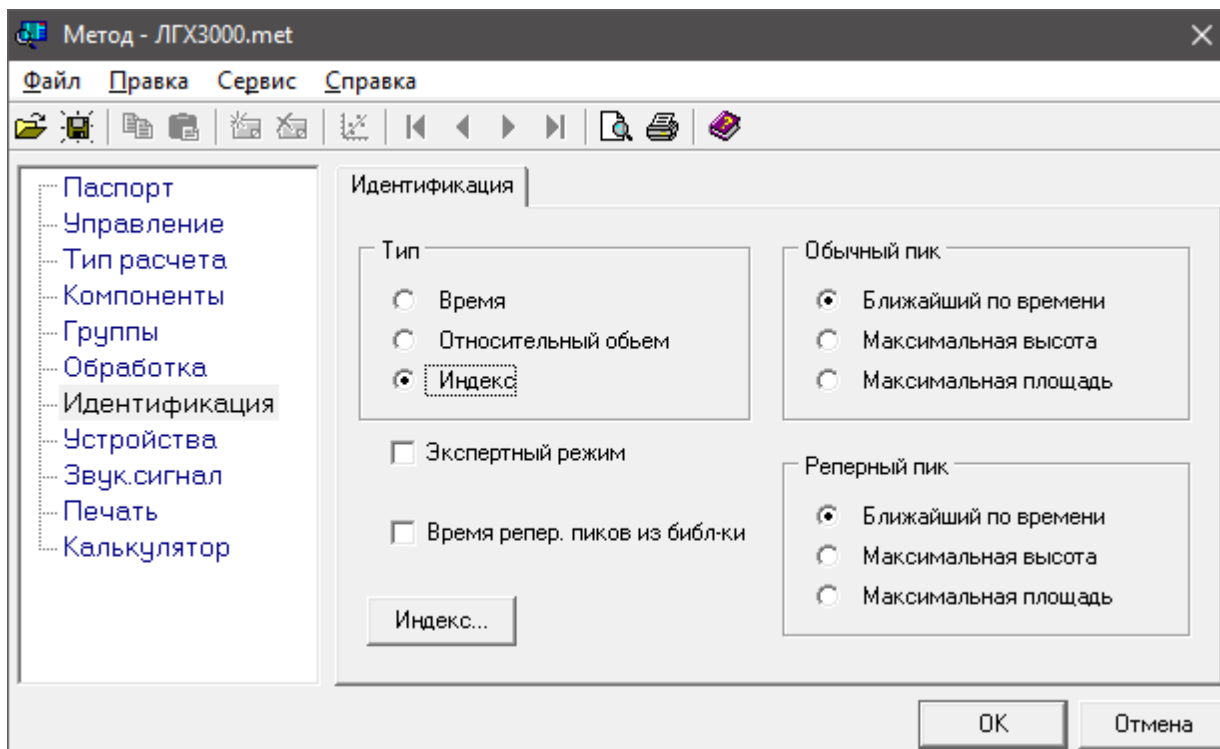 Метод - ЛГХ3000.met
Файл Правка Сервис Справка
Паспорт
Управление
Тип расчета
Компоненты
Группы
Обработка
Идентификация
Устройства
Звук.сигнал
Печать
Калькулятор
Идентификация
Тип
Время
Относительный обьем
Индекс
Экспертный режим
Время репер. пиков из библ-ки
Индекс...
Обычный пик
Ближайший по времени
Максимальная высота
Максимальная площадь
Реперный пик
Ближайший по времени
Максимальная высота
Максимальная площадь
OK Отмена